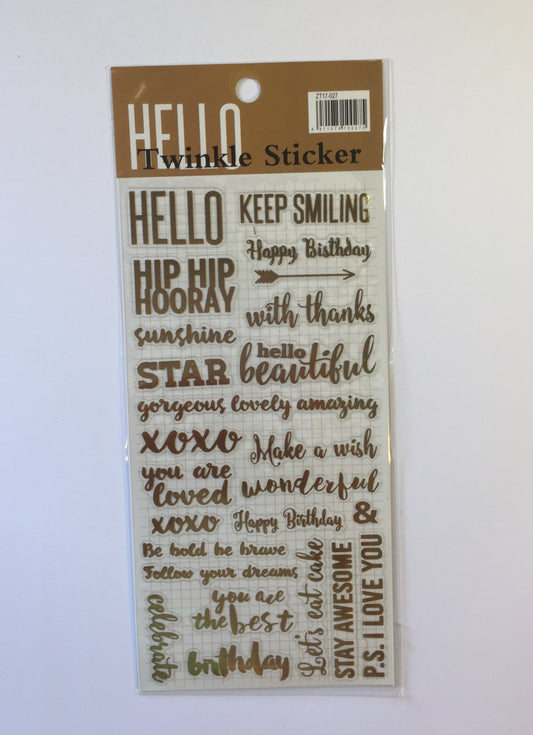 ZT17-027
HELLO
Twinkle Sticker
HELLO
KEEP SMILING
Happy Birthday
HIP HIP
HOORAY
with thanks
sunshine
hello
beautiful
STAR
gorgeous lovely amazing
xoxo
Make a wish
you are
loved
wonderful
xoxo
Happy Birthday
&
Be bold be brave
Follow your dreams
celebrate
you are
the best
birthday
Let's eat cake
STAY AWESOME
P.S. I LOVE YOU